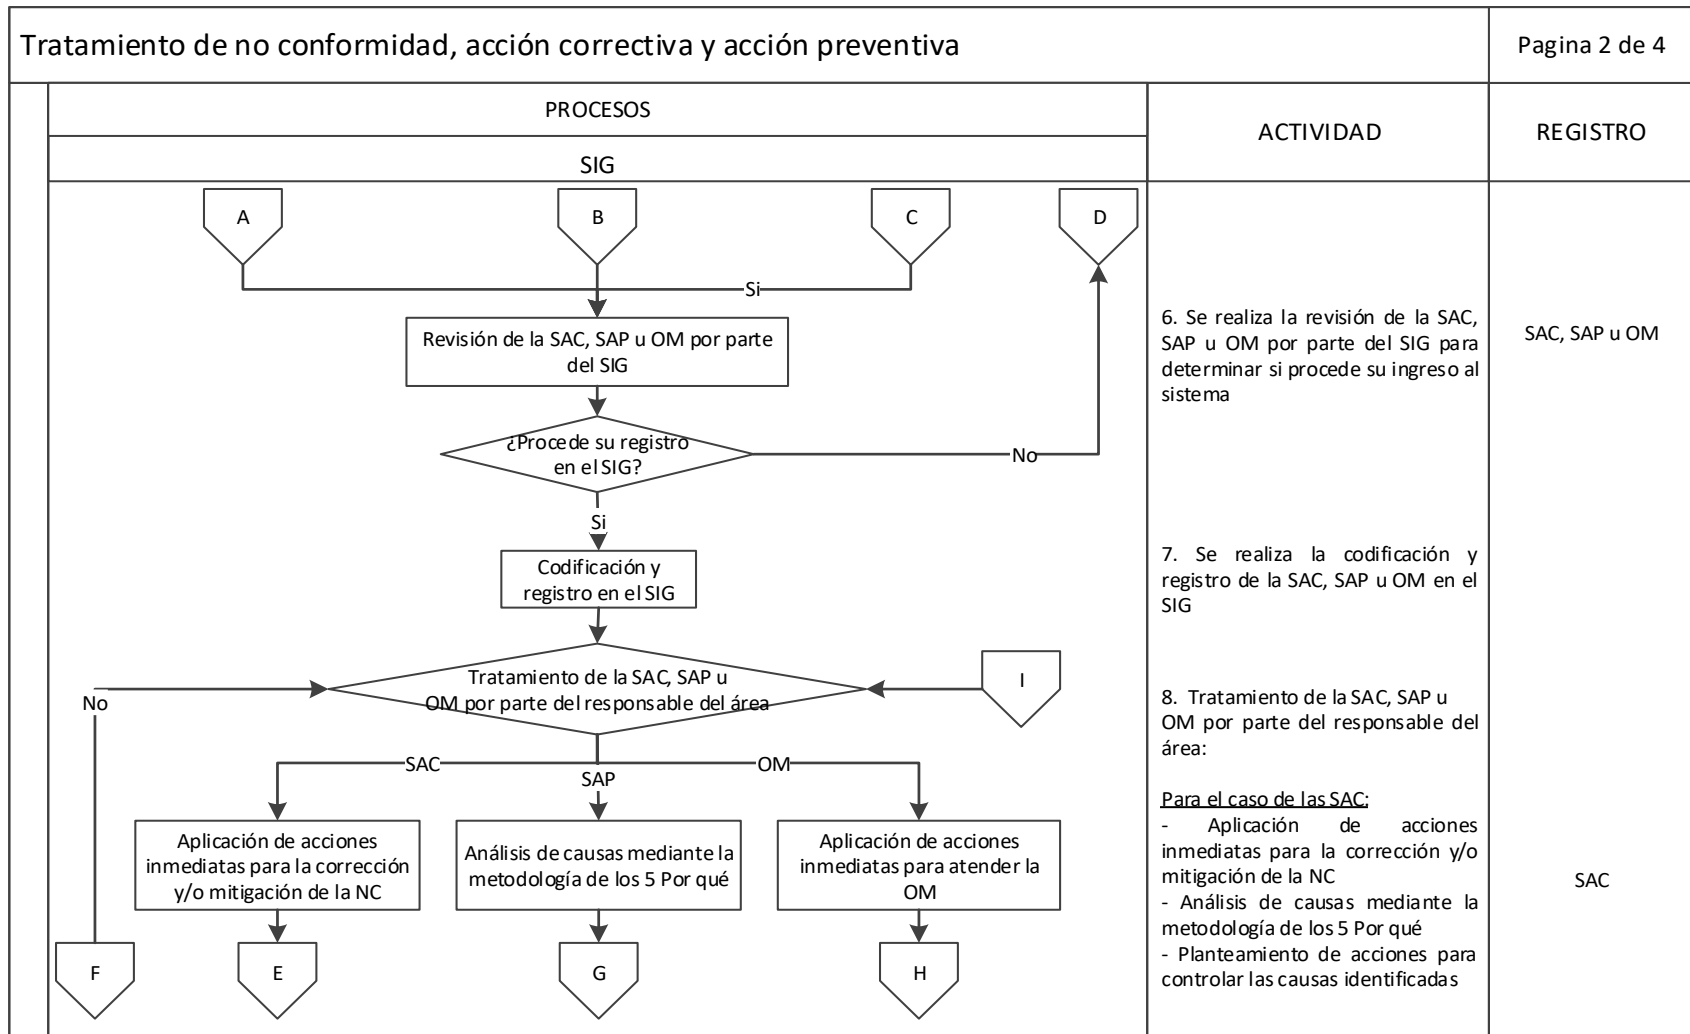 Tratamiento de no conformidad, acción correctiva y acción preventiva
Pagina 2 de 4
PROCESOS
SIG
ACTIVIDAD
REGISTRO
A
B
C
D
Si
Revisión de la SAC, SAP u OM por parte
del SIG
¿Procede su registro
en el SIG?
No
Si
Codificación y
registro en el SIG
Tratamiento de la SAC, SAP u
OM por parte del responsable del área
I
No
SAC
SAP
OM
Aplicación de acciones
inmediatas para la corrección
y/o mitigación de la NC
Análisis de causas mediante la
metodología de los 5 Por qué
Aplicación de acciones
inmediatas para atender la
OM
F
E
G
H
6. Se realiza la revisión de la SAC,
SAP u OM por parte del SIG para
determinar si procede su ingreso al
sistema
7. Se realiza la codificación y
registro de la SAC, SAP u OM en el
SIG
8. Tratamiento de la SAC, SAP u
OM por parte del responsable del
área:
Para el caso de las SAC:
- Aplicación de acciones
inmediatas para la corrección y/o
mitigación de la NC
- Análisis de causas mediante la
metodología de los 5 Por qué
- Planteamiento de acciones para
controlar las causas identificadas
SAC, SAP u OM
SAC